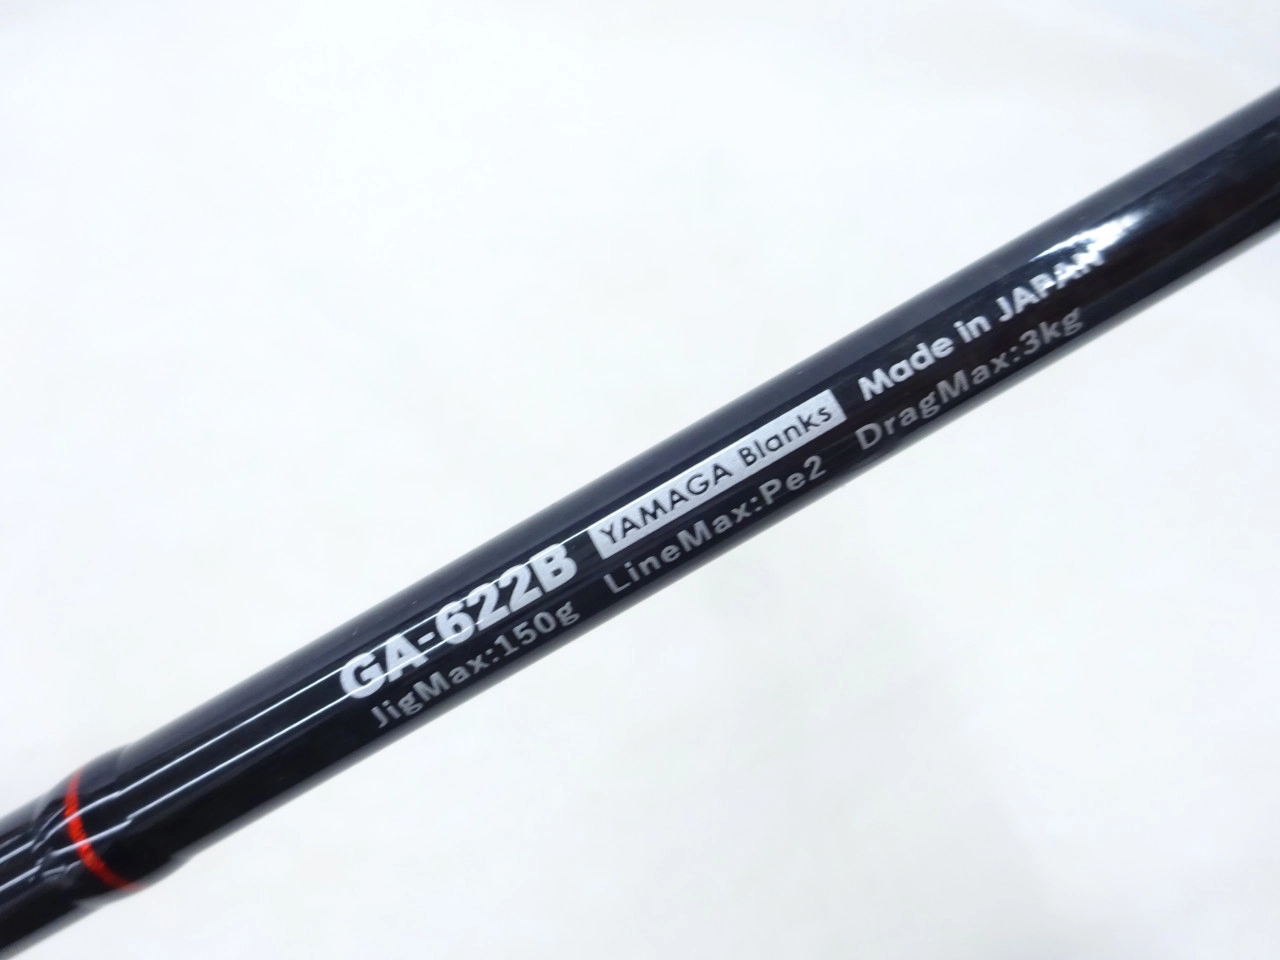 GA-622B YAMAGA Blanks Made in JAPAN
JigMax:150g LineMax:Pe2 DragMax:3kg